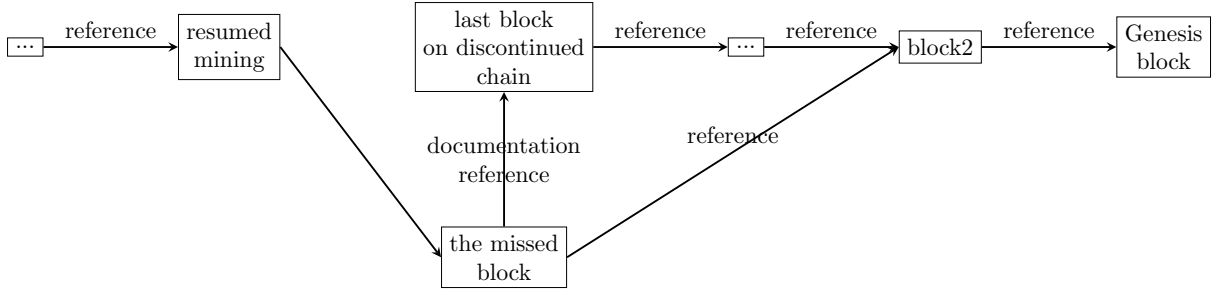 ...
reference
resumed
mining
last block
on discontinued
chain
reference
...
reference
block2
reference
Genesis
block
documentation
reference
reference
the missed
block